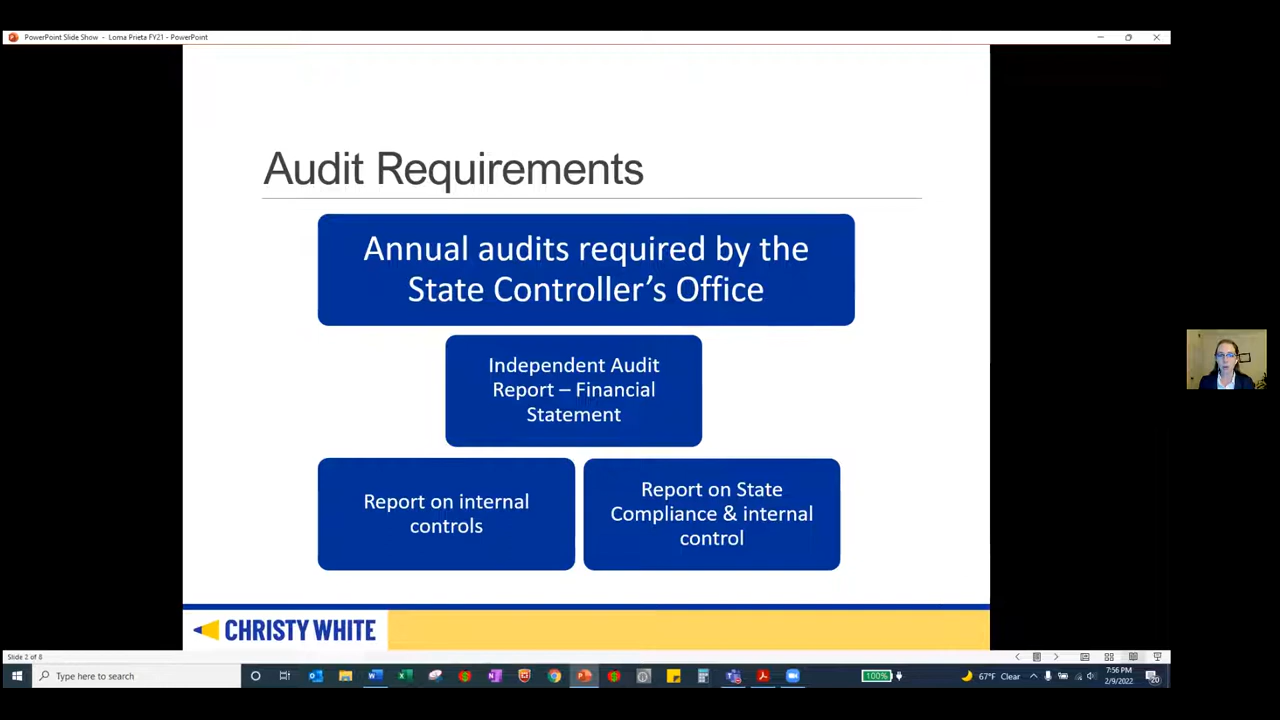 PowerPoint Slide Show - Loma Prieta FY21 - PowerPoint
Audit Requirements
Annual audits required by the
State Controller’s Office
Independent Audit
Report – Financial
Statement
Report on internal
controls
Report on State
Compliance & internal
control
CHRISTY WHITE
Slide 2 of 8
Type here to search
100%
67°F Clear
7:56 PM
2/9/2022
20